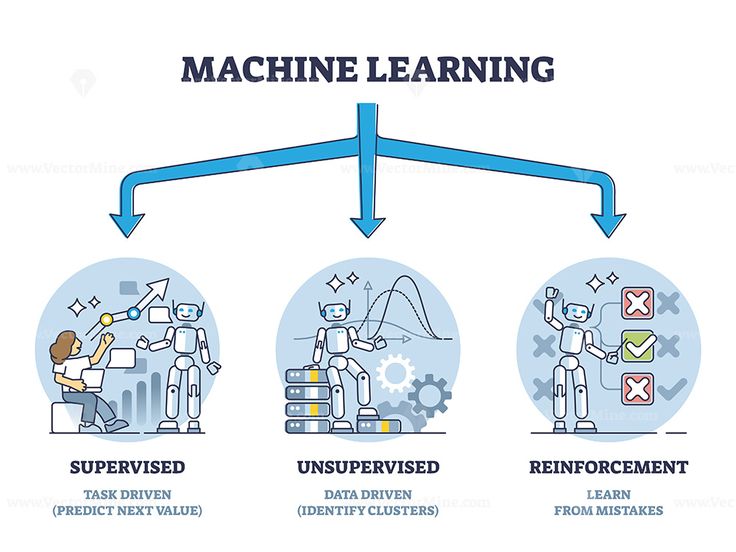 MACHINE LEARNING
www.VectorMine.com
SUPERVISED
UNSUPERVISED
REINFORCEMENT
TASK DRIVEN
(PREDICT NEXT VALUE)
DATA DRIVEN
(IDENTIFY CLUSTERS)
LEARN
FROM MISTAKES